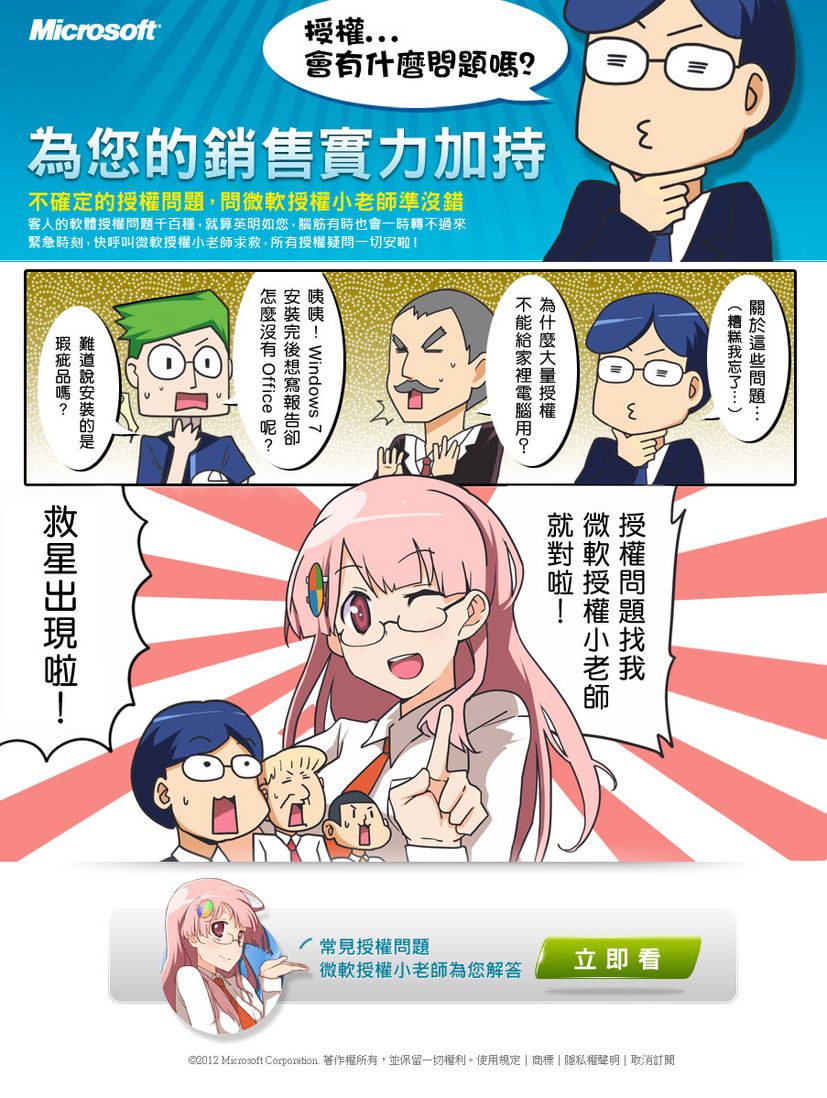 Microsoft
授權...
會有什麼問題嗎?
為您的銷售實力加持
不確定的授權問題，問微軟授權小老師準沒錯
客人的軟體授權問題千百種，就算英明如您，腦筋有時也會一時轉不過來
緊急時刻，快呼叫微軟授權小老師求救，所有授權疑問一切安啦！
關於這些問題…
（糟糕我忘了…）
為什麼大量授權
不能給家裡電腦用？
咦咦！Windows 7
安裝完後想寫報告卻
怎麼沒有 Office 呢？
難道說安裝的是
瑕疵品嗎？
授權問題找我
微軟授權小老師
就對啦！
救星出現啦！
常見授權問題
微軟授權小老師為您解答
立即看
©2012 Microsoft Corporation. 著作權所有，並保留一切權利。使用規定 | 商標 | 隱私權聲明 | 取消訂閱